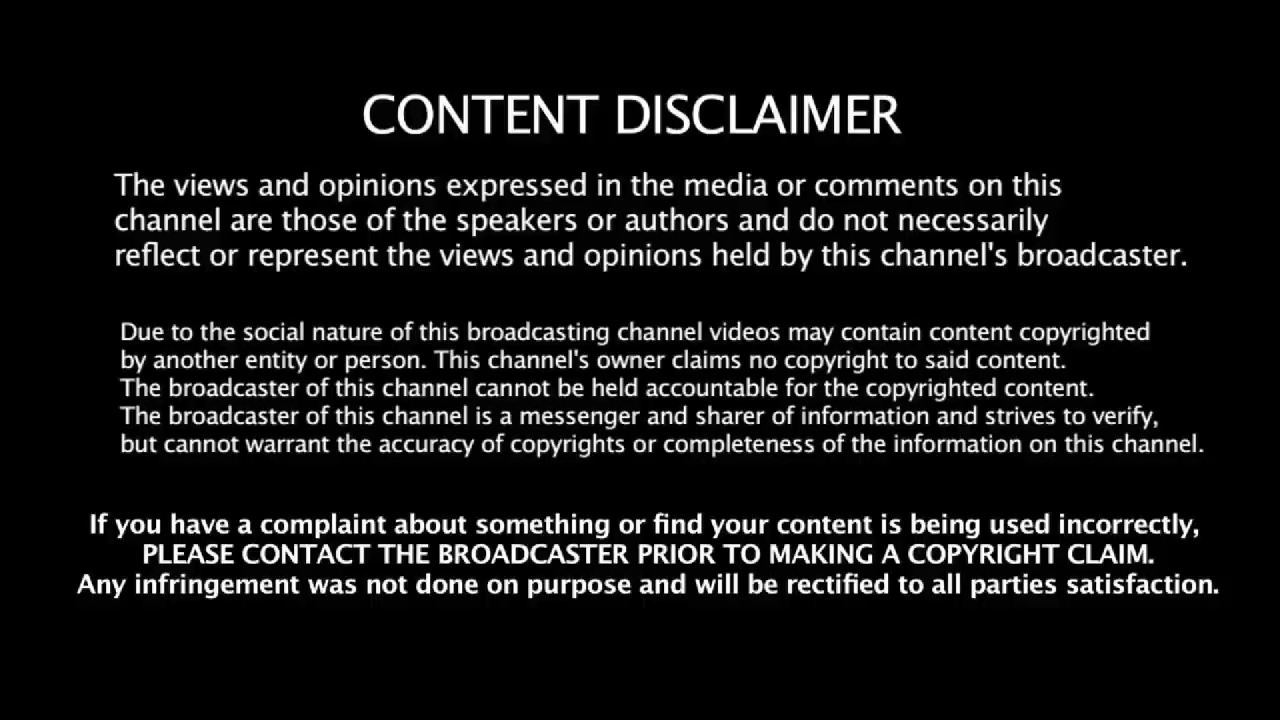 CONTENT DISCLAIMER
The views and opinions expressed in the media or comments on this
channel are those of the speakers or authors and do not necessarily
reflect or represent the views and opinions held by this channel's broadcaster.
Due to the social nature of this broadcasting channel videos may contain content copyrighted
by another entity or person. This channel's owner claims no copyright to said content.
The broadcaster of this channel cannot be held accountable for the copyrighted content.
The broadcaster of this channel is a messenger and sharer of information and strives to verify,
but cannot warrant the accuracy of copyrights or completeness of the information on this channel.
If you have a complaint about something or find your content is being used incorrectly,
PLEASE CONTACT THE BROADCASTER PRIOR TO MAKING A COPYRIGHT CLAIM.
Any infringement was not done on purpose and will be rectified to all parties satisfaction.